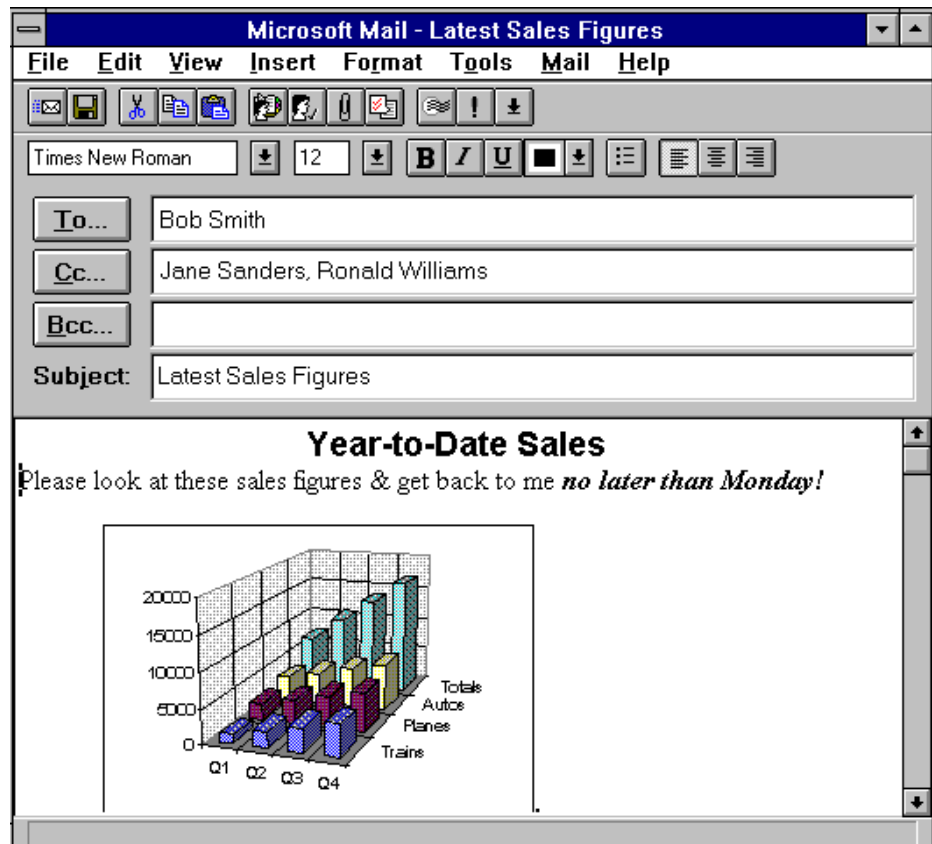 Microsoft Mail - Latest Sales Figures
File Edit View Insert Format Tools Mail Help
Times New Roman 12 B I U
To... Bob Smith
Cc... Jane Sanders, Ronald Williams
Bcc...
Subject: Latest Sales Figures
Year-to-Date Sales
Please look at these sales figures & get back to me no later than Monday!
20000
15000
10000
5000
0
Totals
Autos
Planes
Trains
Q1 Q2 Q3 Q4
.